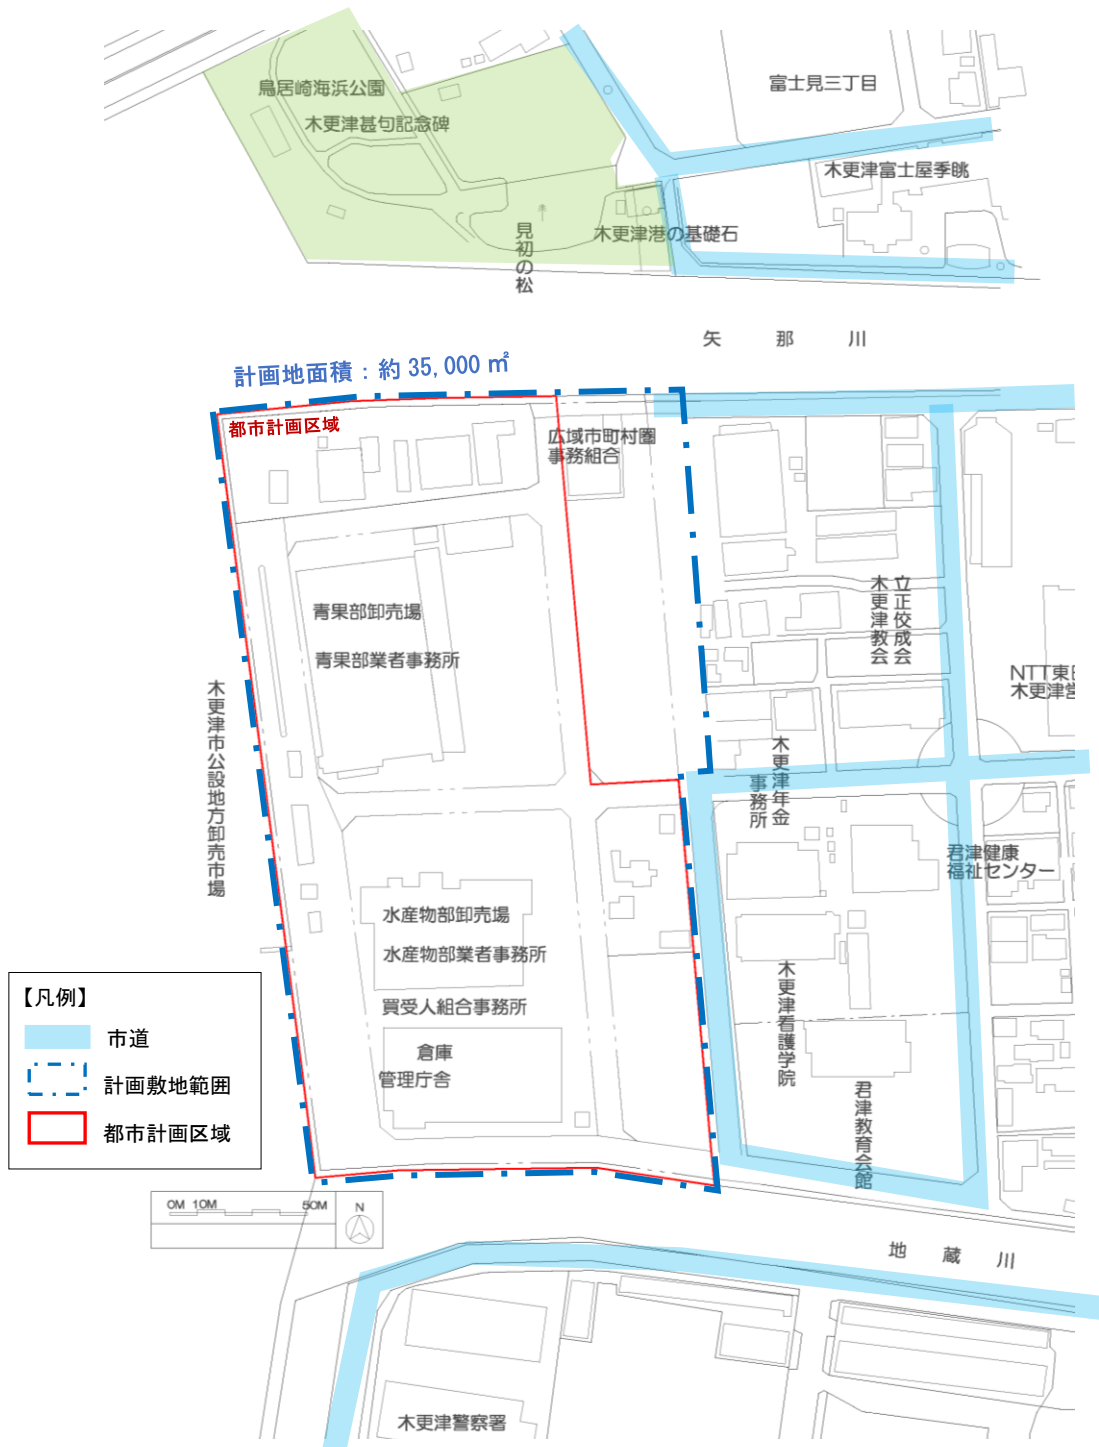 鳥居崎海浜公園
木更津甚句記念碑
富士見三丁目
木更津富士屋季眺
木更津港の基礎石
見初の松
矢那川
計画地面積：約 35,000 ㎡
都市計画区域
広域市町村圏
事務組合
青果部卸売場
青果部業者事務所
立正佼成会
木更津教会
NTT東日
木更津営
木更津市公設地方卸売市場
木更津年金
事務所
君津健康
福祉センター
水産物部卸売場
水産物部業者事務所
買受人組合事務所
倉庫
管理庁舎
木更津看護学院
君津教育会館
【凡例】
市道
計画敷地範囲
都市計画区域
0M 10M 50M
N
地蔵川
木更津警察署